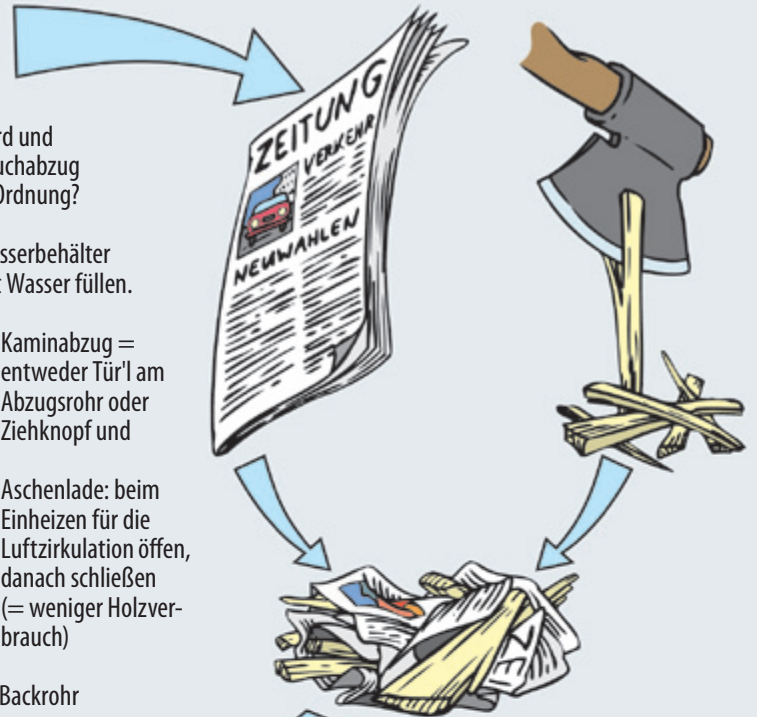 ZEITUNG
VERKEHR
NEUWAHLEN
rd und
uchabzug
Ordnung?
sserbehälter
t Wasser füllen.
Kaminabzug =
entweder Tür'l am
Abzugsrohr oder
Ziehknopf und
Aschenlade: beim
Einheizen für die
Luftzirkulation öffen,
danach schließen
(= weniger Holzver-
brauch)
Backrohr
ZE